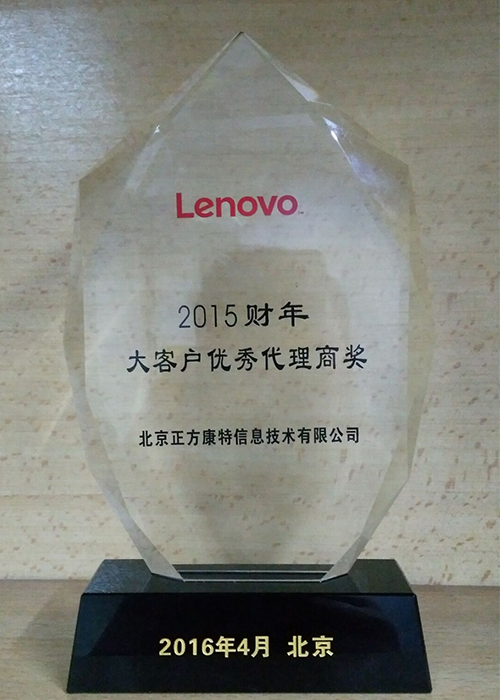 Lenovo
2015财年
大客户优秀代理商奖
北京正方康特信息技术有限公司
2016年4月 北京